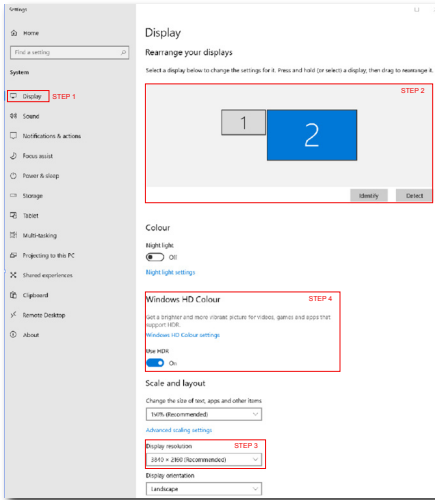 Settings
Home
Find a setting
System
Display STEP 1
Sound
Notifications & actions
Focus assist
Power & sleep
Storage
Tablet
Multi-tasking
Projecting to this PC
Shared experiences
Clipboard
Remote Desktop
About
Display
Rearrange your displays
Select a display below to change the settings for it. Press and hold (or select) a display, then drag to rearrange it.
STEP 2
1
2
Identify Detect
Colour
Night light
Off
Night light settings
Windows HD Colour STEP 4
Get a brighter and more vibrant picture for videos, games and apps that
support HDR.
Windows HD Colour settings
Use HDR
On
Scale and layout
Change the size of text, apps and other items
150% (Recommended)
Advanced scaling settings
Display resolution STEP 3
3840 × 2160 (Recommended)
Display orientation
Landscape